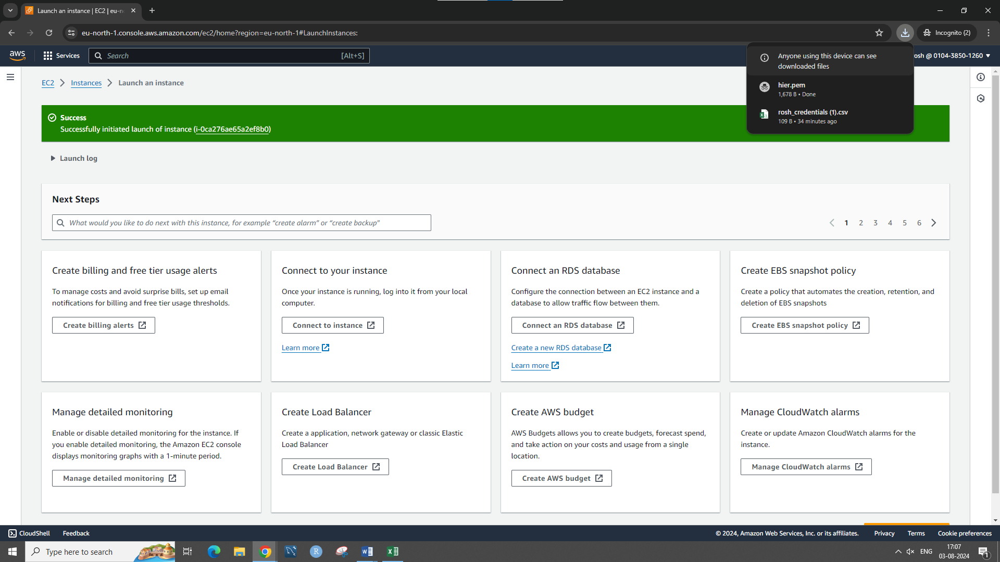 Launch an instance | EC2 | eu-n
eu-north-1.console.aws.amazon.com/ec2/home?region=eu-north-1#LaunchInstances:
Incognito (2)
aws
Services
Search
[Alt+S]
osh @ 0104-3850-1260
Anyone using this device can see
downloaded files
hier.pem
1,678 B • Done
rosh_credentials (1).csv
109 B • 34 minutes ago
EC2
Instances
Launch an instance
Success
Successfully initiated launch of instance (i-0ca276ae65a2ef8b0)
Launch log
Next Steps
What would you like to do next with this instance, for example “create alarm” or “create backup”
1 2 3 4 5 6
Create billing and free tier usage alerts
To manage costs and avoid surprise bills, set up email
notifications for billing and free tier usage thresholds.
Create billing alerts
Connect to your instance
Once your instance is running, log into it from your local
computer.
Connect to instance
Learn more
Connect an RDS database
Configure the connection between an EC2 instance and a
database to allow traffic flow between them.
Connect an RDS database
Create a new RDS database
Learn more
Create EBS snapshot policy
Create a policy that automates the creation, retention, and
deletion of EBS snapshots
Create EBS snapshot policy
Manage detailed monitoring
Enable or disable detailed monitoring for the instance. If
you enable detailed monitoring, the Amazon EC2 console
displays monitoring graphs with a 1-minute period.
Manage detailed monitoring
Create Load Balancer
Create a application, network gateway or classic Elastic
Load Balancer
Create Load Balancer
Create AWS budget
AWS Budgets allows you to create budgets, forecast spend,
and take action on your costs and usage from a single
location.
Create AWS budget
Manage CloudWatch alarms
Create or update Amazon CloudWatch alarms for the
instance.
Manage CloudWatch alarms
CloudShell
Feedback
© 2024, Amazon Web Services, Inc. or its affiliates.
Privacy
Terms
Cookie preferences
Type here to search
R
ENG
17:07
03-08-2024
1